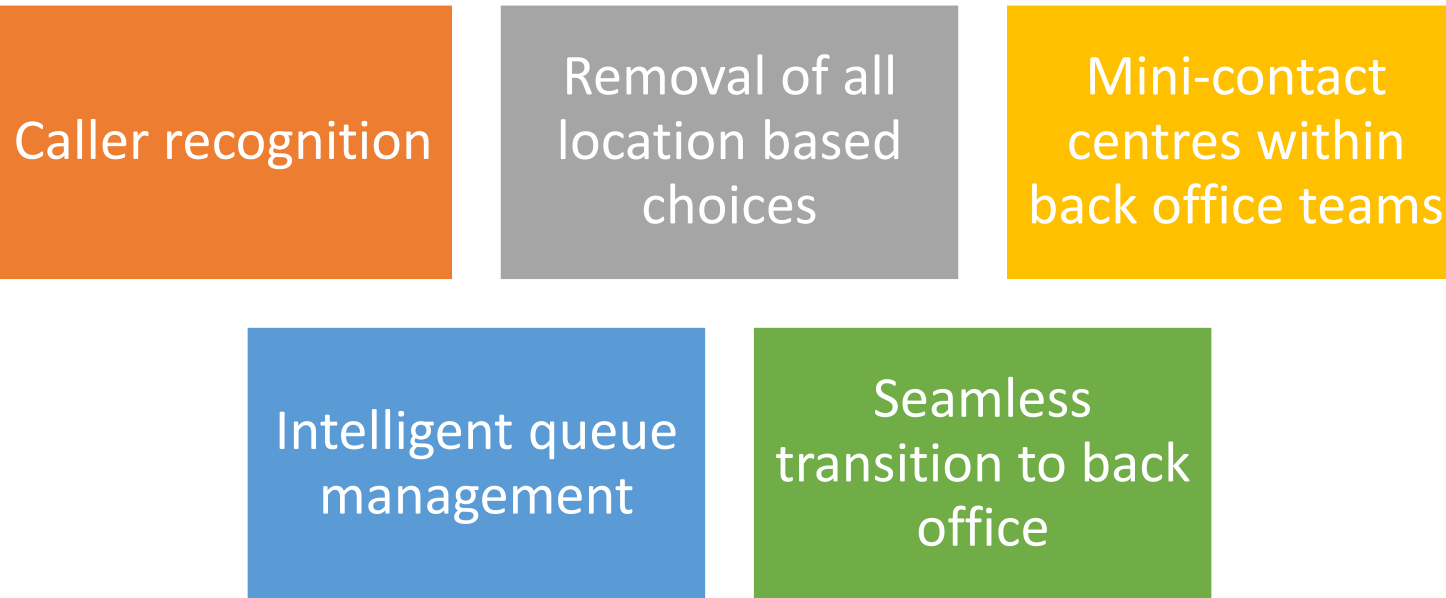 Caller recognition
Removal of all
location based
choices
Mini-contact
centres within
back office teams
Intelligent queue
management
Seamless
transition to back
office